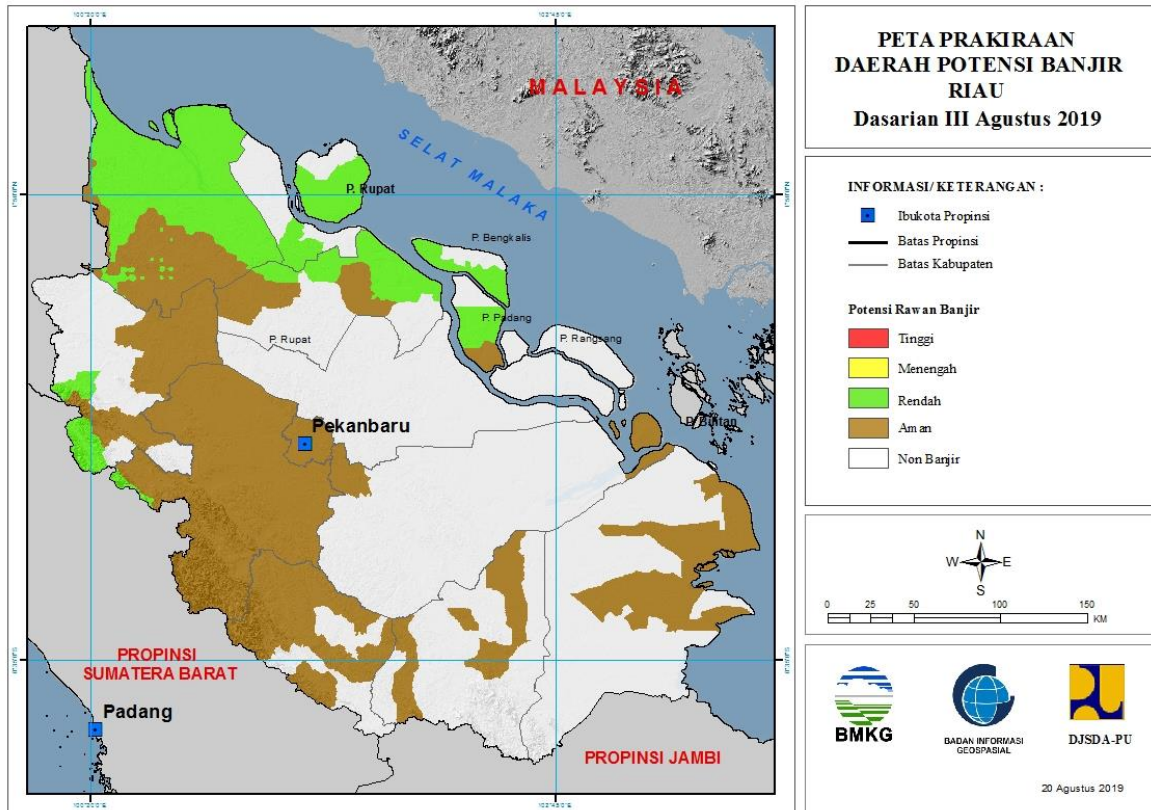 PETA PRAKIRAAN
DAERAH POTENSI BANJIR
RIAU
Dasarian III Agustus 2019
INFORMASI/KETERANGAN :
Ibukota Propinsi
Batas Propinsi
Batas Kabupaten
Potensi Rawan Banjir
Tinggi
Menengah
Rendah
Aman
Non Banjir
N
W E
S
0 25 50 100 150
KM
BMKG
BADAN INFORMASI
GEOSPASIAL
DJSDA-PU
20 Agustus 2019
MALAYSIA
SELAT MALAKA
P. Rupat
P. Bengkalis
P. Padang
P. Rangsang
P. Rupat
P. Bintan
Pekanbaru
PROPINSI
SUMATERA BARAT
Padang
PROPINSI JAMBI